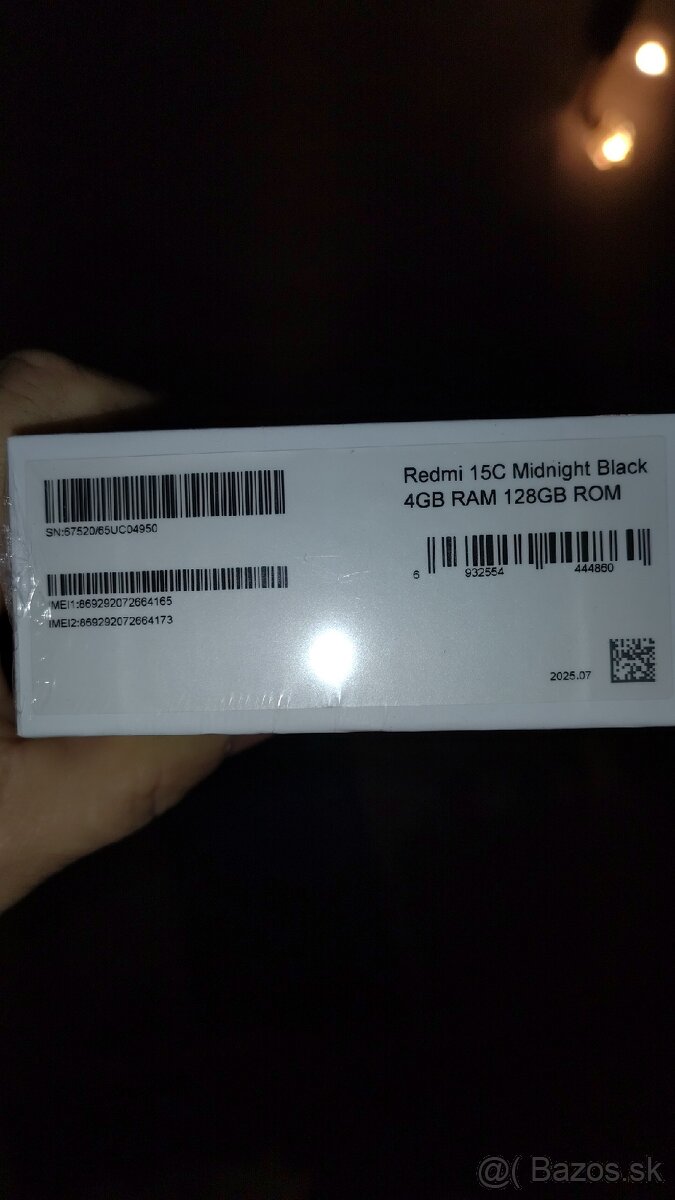 Redmi 15C Midnight Black
4GB RAM 128GB ROM
SN:67520/65UC04950
IMEI1:869292072664165
IMEI2:869292072664173
6 932554 444860
2025.07
@( Bazos.sk